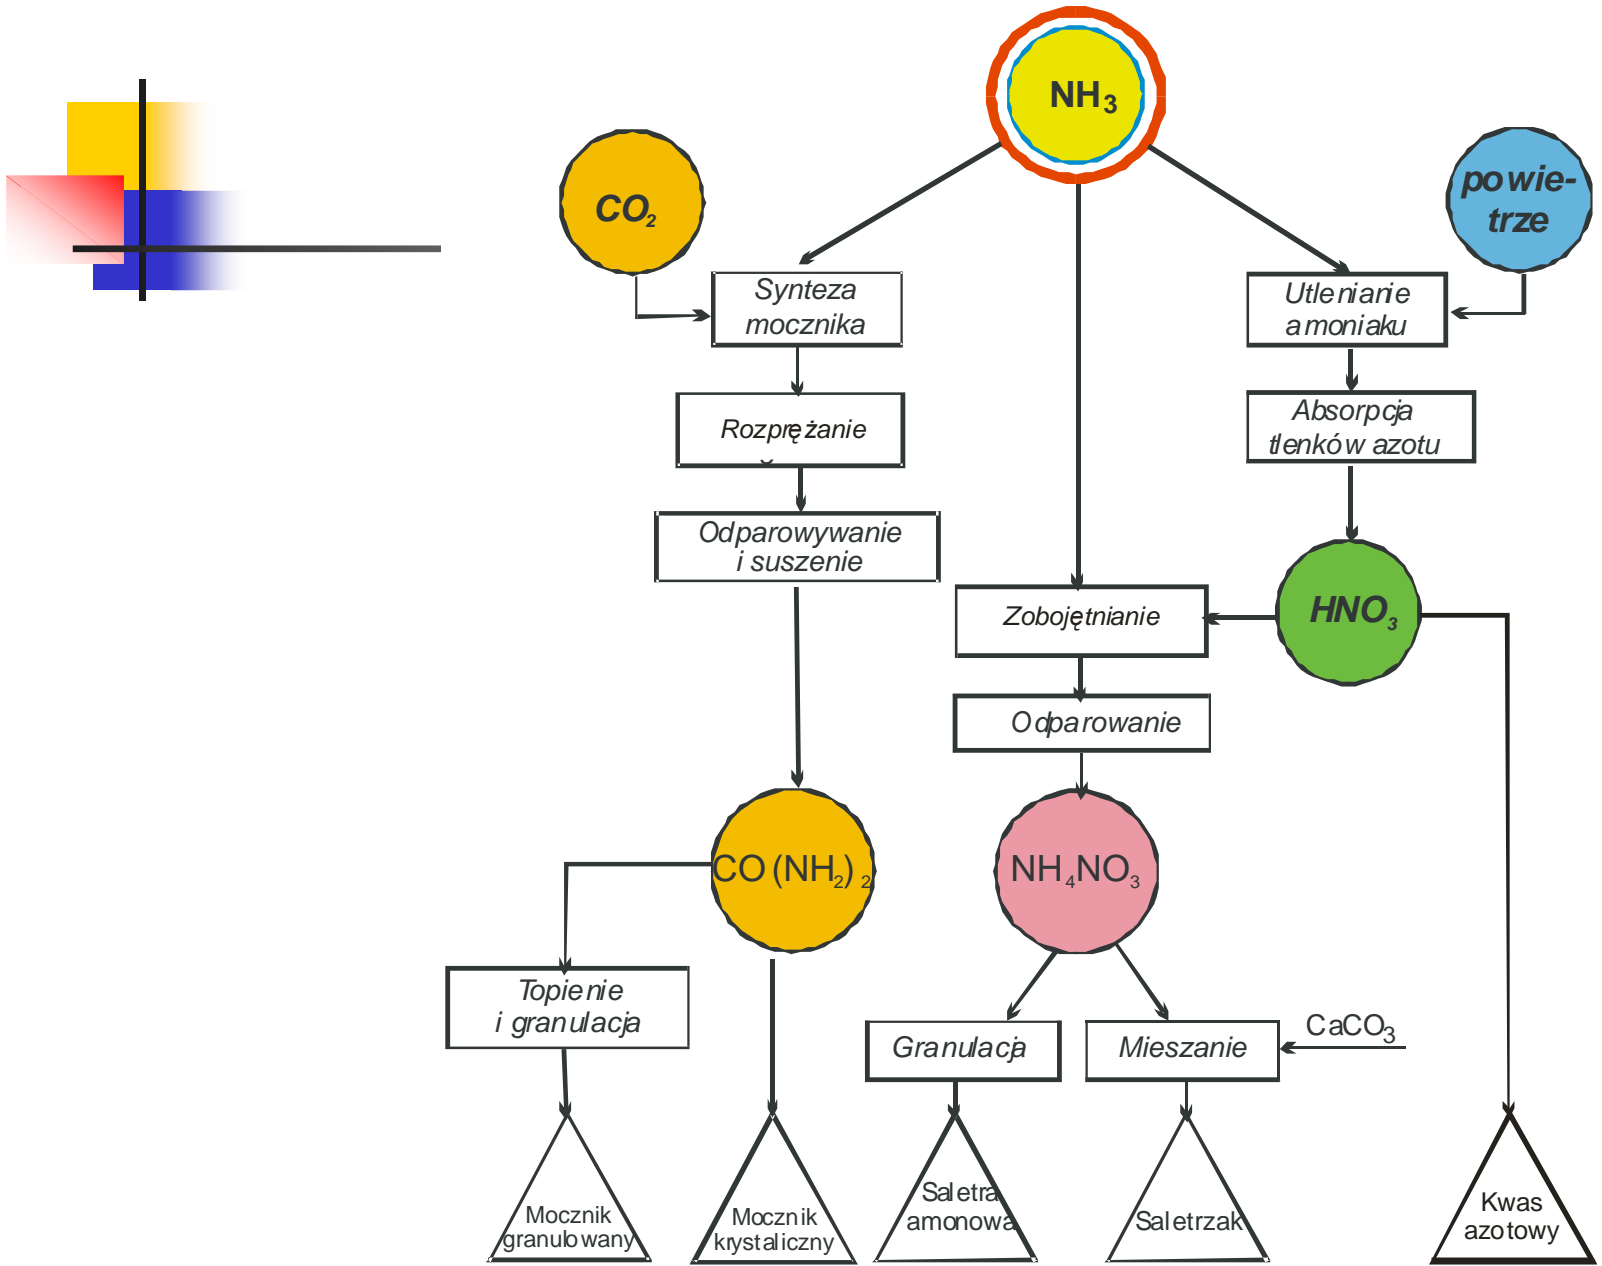 NH3
CO2
powie-
trze
Synteza
mocznika
Utlenianie
amoniaku
Rozprężanie
Absorpcja
tlenków azotu
Odparowywanie
i suszenie
Zobojętnianie
HNO3
Odparowanie
CO(NH2)2
NH4NO3
Topienie
i granulacja
Granulacja
Mieszanie
CaCO3
Mocznik
granulowany
Mocznik
krystaliczny
Saletra
amonowa
Saletrzak
Kwas
azotowy